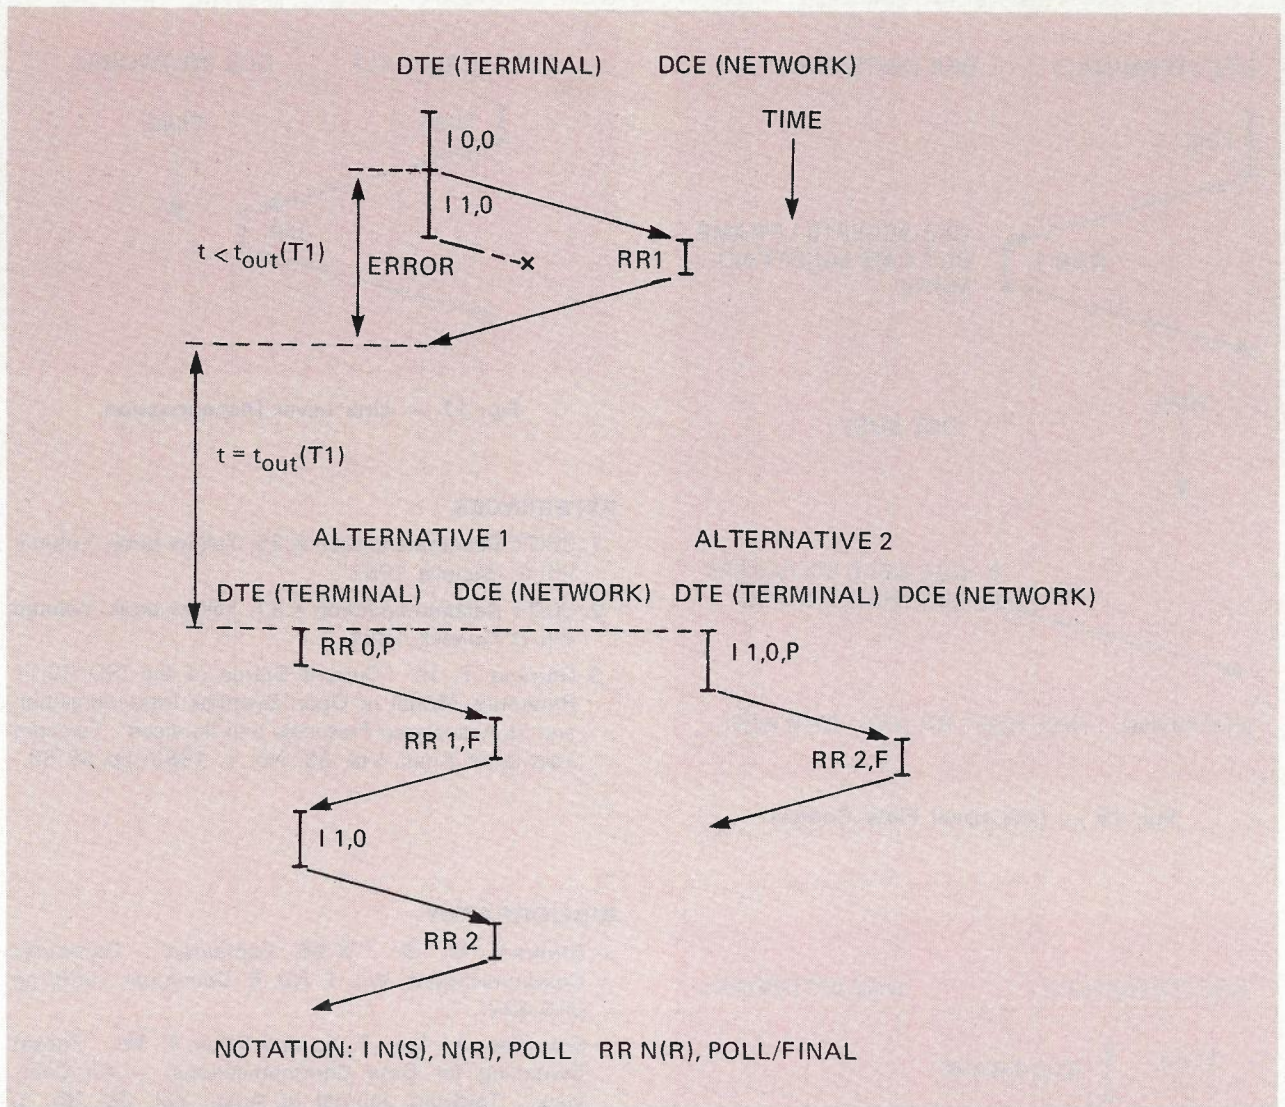 DTE (TERMINAL) DCE (NETWORK)
TIME
I 0,0
I 1,0
t < tout(T1)
ERROR
RR1
t = tout(T1)
ALTERNATIVE 1 ALTERNATIVE 2
DTE (TERMINAL) DCE (NETWORK) DTE (TERMINAL) DCE (NETWORK)
RR 0,P
I 1,0,P
RR 1,F
RR 2,F
I 1,0
RR 2
NOTATION: I N(S), N(R), POLL RR N(R), POLL/FINAL